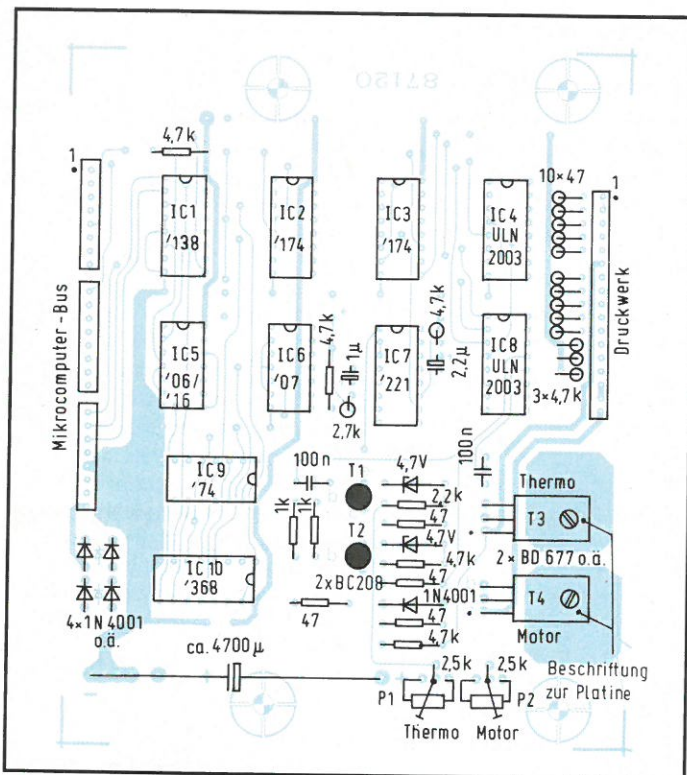 87120
4,7k
1
IC1
'138
IC2
'174
IC3
'174
IC4
ULN
2003
10×47
1
Mikrocomputer-Bus
Druckwerk
IC5
'06/
'16
IC6
'07
4,7k
1µ
2,7k
IC7
'221
4,7k
2,2µ
IC8
ULN
2003
3×4,7k
IC9
'74
100n
T1
4,7V
100n
Thermo
1k
1k
2,2k
47
T3
T2
4,7V
2×BD 677 o.ä.
IC10
'368
4,7k
2×BC208
47
T4
1N4001
4×1N4001
o.ä.
47
47
Motor
4,7k
ca. 4700µ
2,5k
2,5k
Beschriftung
zur Platine
P1
P2
Thermo
Motor